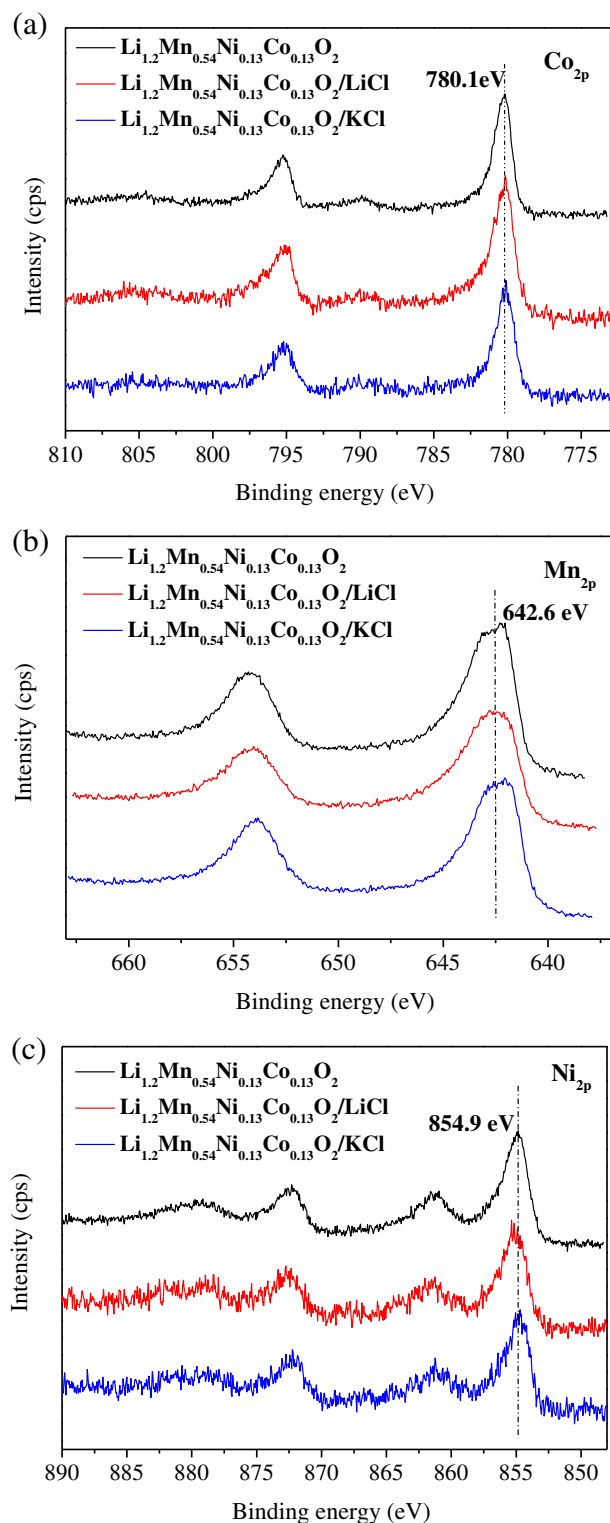 (a)
Li1.2Mn0.54Ni0.13Co0.13O2
Co2p
Li1.2Mn0.54Ni0.13Co0.13O2/LiCl
780.1eV
Li1.2Mn0.54Ni0.13Co0.13O2/KCl
Intensity (cps)
810 805 800 795 790 785 780 775
Binding energy (eV)
(b)
Li1.2Mn0.54Ni0.13Co0.13O2
Mn2p
Li1.2Mn0.54Ni0.13Co0.13O2/LiCl
642.6 eV
Li1.2Mn0.54Ni0.13Co0.13O2/KCl
Intensity (cps)
660 655 650 645 640
Binding energy (eV)
(c)
Li1.2Mn0.54Ni0.13Co0.13O2
Ni2p
Li1.2Mn0.54Ni0.13Co0.13O2/LiCl
854.9 eV
Li1.2Mn0.54Ni0.13Co0.13O2/KCl
Intensity (cps)
890 885 880 875 870 865 860 855 850
Binding energy (eV)